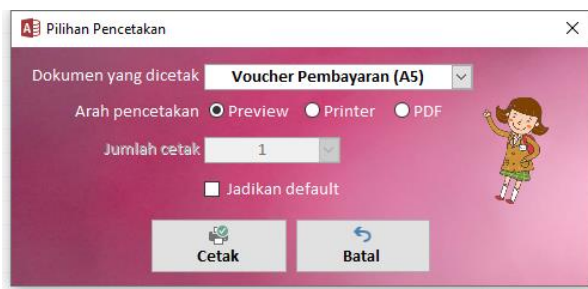 Pilihan Pencetakan
Dokumen yang dicetak Voucher Pembayaran (A5)
Arah pencetakan Preview Printer PDF
Jumlah cetak 1
Jadikan default
Cetak Batal